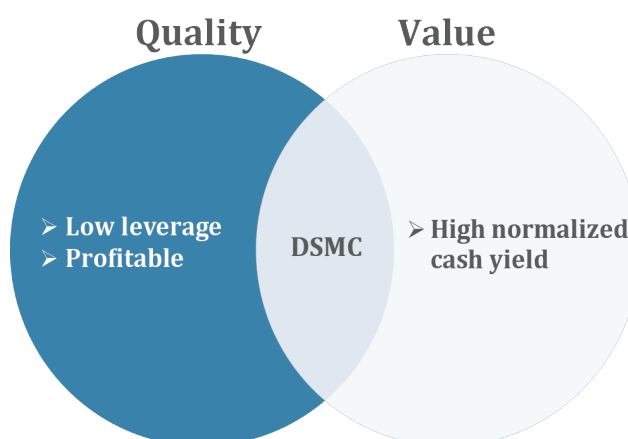 Quality
Value
➢ Low leverage
➢ Profitable
DSMC
➢ High normalized
cash yield